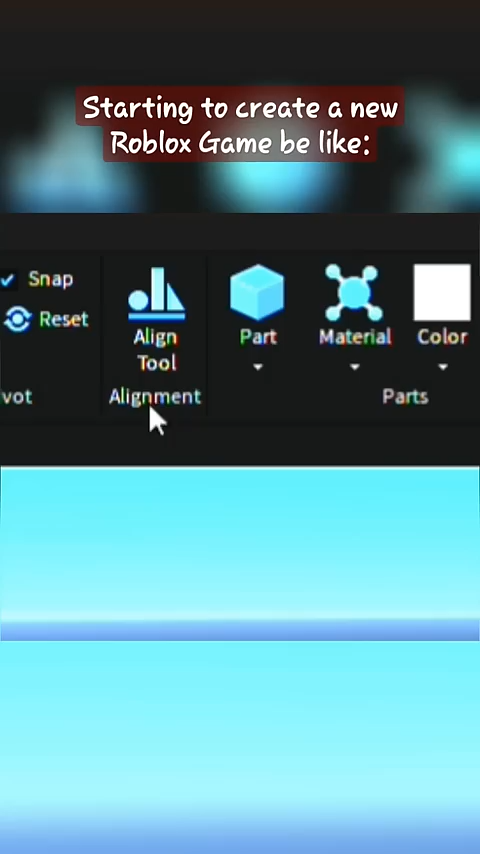 Starting to create a new
Roblox Game be like:
Snap
Reset
Align
Tool
Part
Material
Color
vot
Alignment
Parts